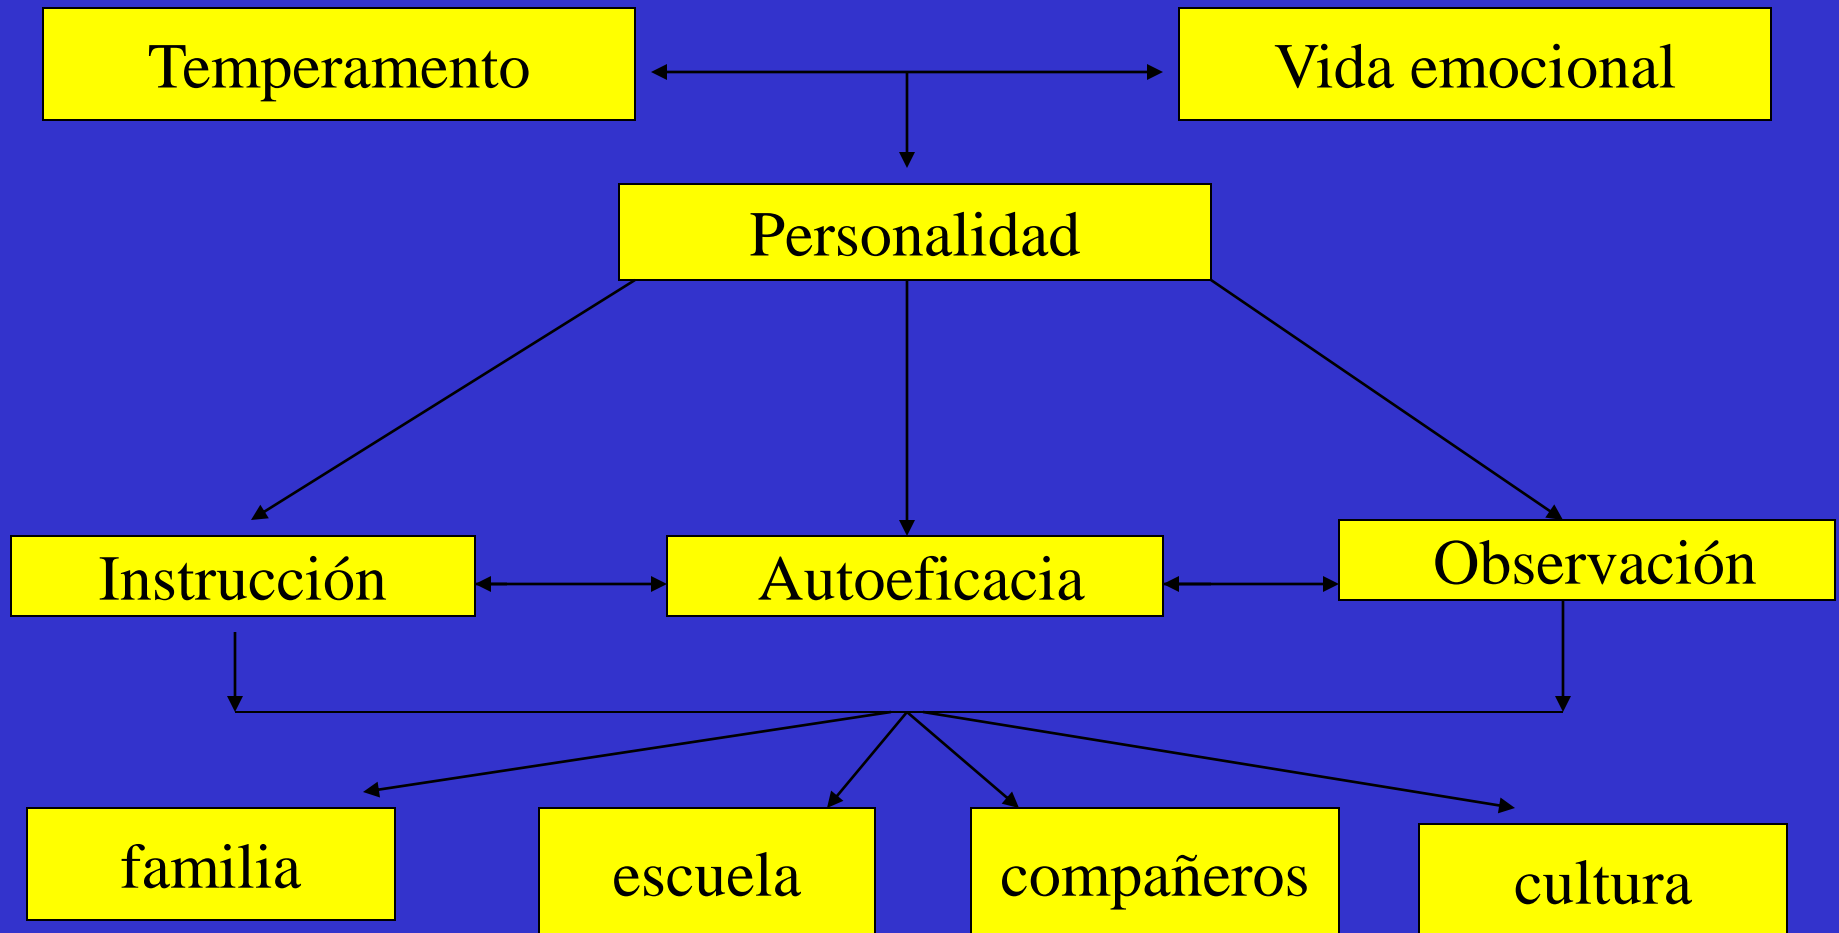 Temperamento
Vida emocional
Personalidad
Instrucción
Autoeficacia
Observación
familia
escuela
compañeros
cultura